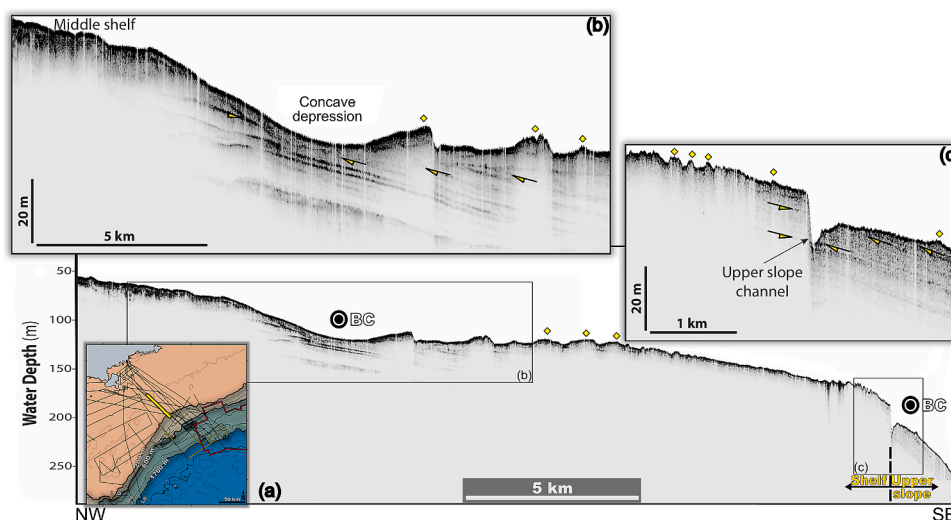 Middle shelf
(b)
Concave
depression
20 m
5 km
(c
Upper slope
channel
20 m
1 km
Water Depth (m)
50
100
150
200
250
BC
(b)
BC
(c)
Shelf Upper
slope
(a)
5 km
50 km
NW
SE